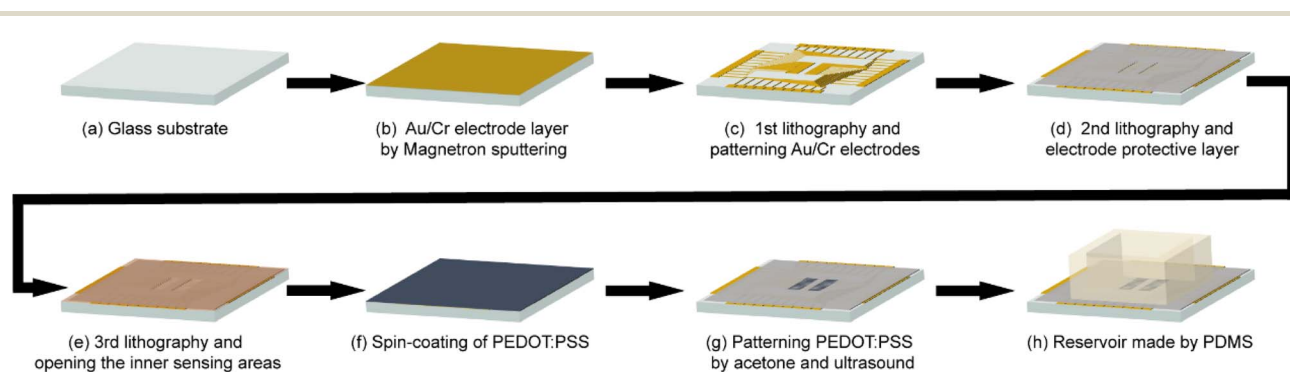 (a) Glass substrate
(b) Au/Cr electrode layer
by Magnetron sputtering
(c) 1st lithography and
patterning Au/Cr electrodes
(d) 2nd lithography and
electrode protective layer
(e) 3rd lithography and
opening the inner sensing areas
(f) Spin-coating of PEDOT:PSS
(g) Patterning PEDOT:PSS
by acetone and ultrasound
(h) Reservoir made by PDMS